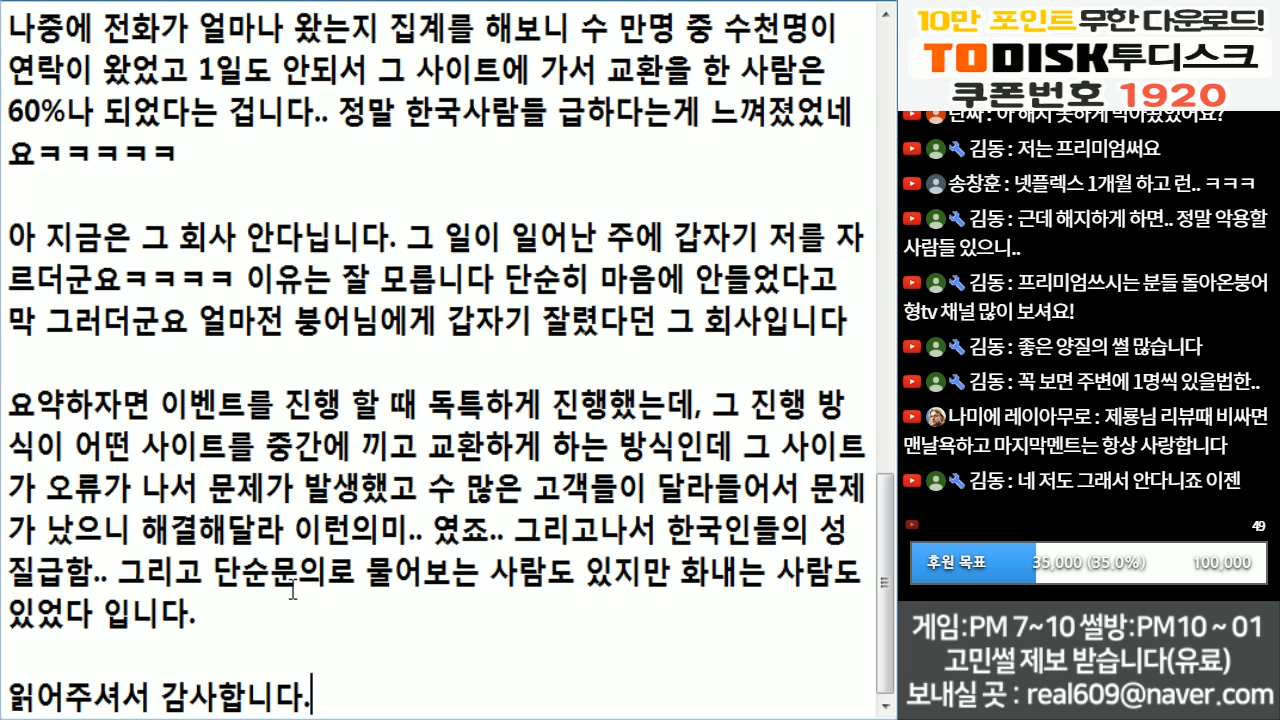 나중에 전화가 얼마나 왔는지 집계를 해보니 수 만명 중 수천명이
연락이 왔었고 1일도 안되서 그 사이트에 가서 교환을 한 사람은
60%나 되었다는 겁니다.. 정말 한국사람들 급하다는게 느껴졌었네
요ㅋㅋㅋㅋㅋ
아 지금은 그 회사 안다닙니다. 그 일이 일어난 주에 갑자기 저를 자
르더군요ㅋㅋㅋㅋ 이유는 잘 모릅니다 단순히 마음에 안들었다고
막 그러더군요 얼마전 붕어님에게 갑자기 잘렸다던 그 회사입니다
요약하자면 이벤트를 진행 할 때 독특하게 진행했는데, 그 진행 방
식이 어떤 사이트를 중간에 끼고 교환하게 하는 방식인데 그 사이트
가 오류가 나서 문제가 발생했고 수 많은 고객들이 달라들어서 문제
가 났으니 해결해달라 이런의미.. 였죠.. 그리고나서 한국인들의 성
질급함.. 그리고 단순문의로 물어보는 사람도 있지만 화내는 사람도
있었다 입니다.
읽어주셔서 감사합니다.
10만 포인트 무한 다운로드!
TODISK투디스크
쿠폰번호 1920
김동 : 저는 프리미엄써요
송창훈 : 넷플렉스 1개월 하고 런.. ㅋㅋㅋ
김동 : 근데 해지하게 하면.. 정말 악용할
사람들 있으니..
김동 : 프리미엄쓰시는 분들 돌아온붕어
형tv 채널 많이 보셔요!
김동 : 좋은 양질의 썰 많습니다
김동 : 꼭 보면 주변에 1명씩 있을법한..
나미에 레이아무로 : 제룡님 리뷰때 비싸면
맨날욕하고 마지막멘트는 항상 사랑합니다
김동 : 네 저도 그래서 안다니죠 이젠
49
후원 목표 35,000 (35.0%) 100,000
게임:PM 7~10 썰방:PM10 ~ 01
고민썰 제보 받습니다(유료)
보내실 곳 : real609@naver.com